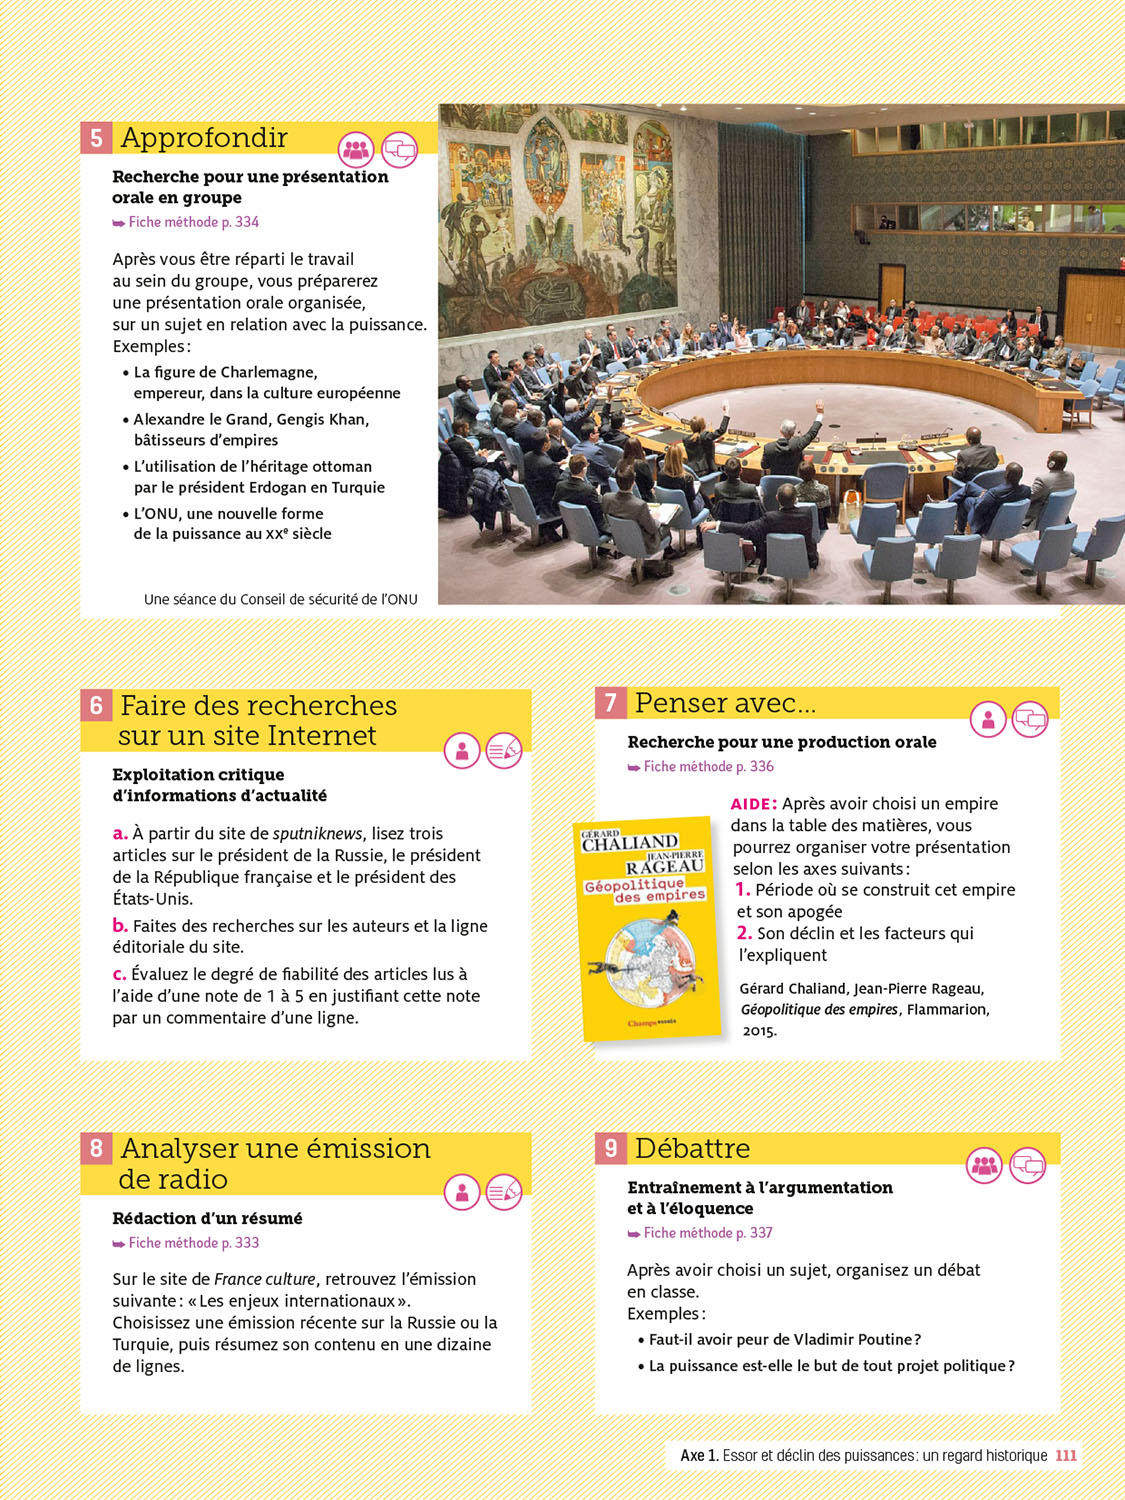 5 Approfondir
Recherche pour une présentation
orale en groupe
➥ Fiche méthode p. 334
Après vous être réparti le travail
au sein du groupe, vous préparerez
une présentation orale organisée,
sur un sujet en relation avec la puissance.
Exemples :
• La figure de Charlemagne,
empereur, dans la culture européenne
• Alexandre le Grand, Gengis Khan,
bâtisseurs d’empires
• L’utilisation de l’héritage ottoman
par le président Erdogan en Turquie
• L’ONU, une nouvelle forme
de la puissance au XXe siècle
Une séance du Conseil de sécurité de l’ONU
6 Faire des recherches
sur un site Internet
Exploitation critique
d’informations d’actualité
a. À partir du site de sputniknews, lisez trois
articles sur le président de la Russie, le président
de la République française et le président des
États-Unis.
b. Faites des recherches sur les auteurs et la ligne
éditoriale du site.
c. Évaluez le degré de fiabilité des articles lus à
l’aide d’une note de 1 à 5 en justifiant cette note
par un commentaire d’une ligne.
7 Penser avec...
Recherche pour une production orale
➥ Fiche méthode p. 336
GÉRARD
CHALIAND
JEAN-PIERRE
RAGEAU
Géopolitique
des empires
Champs essais
AIDE : Après avoir choisi un empire
dans la table des matières, vous
pourrez organiser votre présentation
selon les axes suivants :
1. Période où se construit cet empire
et son apogée
2. Son déclin et les facteurs qui
l’expliquent
Gérard Chaliand, Jean-Pierre Rageau,
Géopolitique des empires, Flammarion,
2015.
8 Analyser une émission
de radio
Rédaction d’un résumé
➥ Fiche méthode p. 333
Sur le site de France culture, retrouvez l’émission
suivante : « Les enjeux internationaux ».
Choisissez une émission récente sur la Russie ou la
Turquie, puis résumez son contenu en une dizaine
de lignes.
9 Débattre
Entraînement à l’argumentation
et à l’éloquence
➥ Fiche méthode p. 337
Après avoir choisi un sujet, organisez un débat
en classe.
Exemples :
• Faut-il avoir peur de Vladimir Poutine ?
• La puissance est-elle le but de tout projet politique ?
Axe 1. Essor et déclin des puissances : un regard historique 111